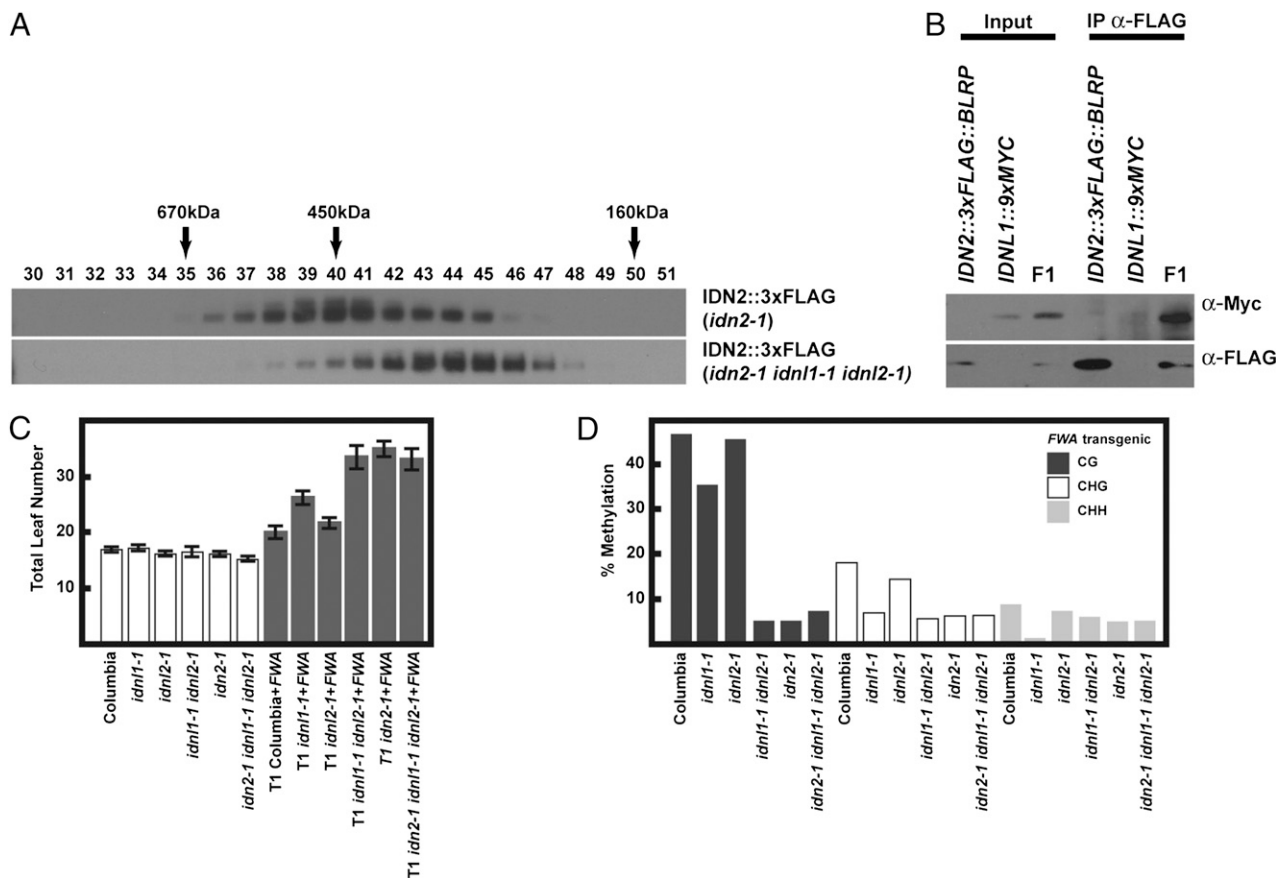 A
670kDa 450kDa 160kDa
30 31 32 33 34 35 36 37 38 39 40 41 42 43 44 45 46 47 48 49 50 51
IDN2::3xFLAG
(idn2-1)
IDN2::3xFLAG
(idn2-1 idnl1-1 idnl2-1)
B
Input IP α-FLAG
IDN2::3xFLAG::BLRP
IDNL1::9xMYC
F1
IDN2::3xFLAG::BLRP
IDNL1::9xMYC
F1
α-Myc
α-FLAG
C
Total Leaf Number
30
20
10
Columbia
idnl1-1
idnl2-1
idnl1-1 idnl2-1
idn2-1
idn2-1 idnl1-1 idnl2-1
T1 Columbia+FWA
T1 idnl1-1+FWA
T1 idnl2-1+FWA
T1 idnl1-1 idnl2-1+FWA
T1 idn2-1+FWA
T1 idn2-1 idnl1-1 idnl2-1+FWA
D
% Methylation
40
30
20
10
FWA transgenic
CG
CHG
CHH
Columbia
idnl1-1
idnl2-1
idnl1-1 idnl2-1
idn2-1
idn2-1 idnl1-1 idnl2-1
Columbia
idnl1-1
idnl2-1
idnl1-1 idnl2-1
idn2-1
idn2-1 idnl1-1 idnl2-1
Columbia
idnl1-1
idnl2-1
idnl1-1 idnl2-1
idn2-1
idn2-1 idnl1-1 idnl2-1